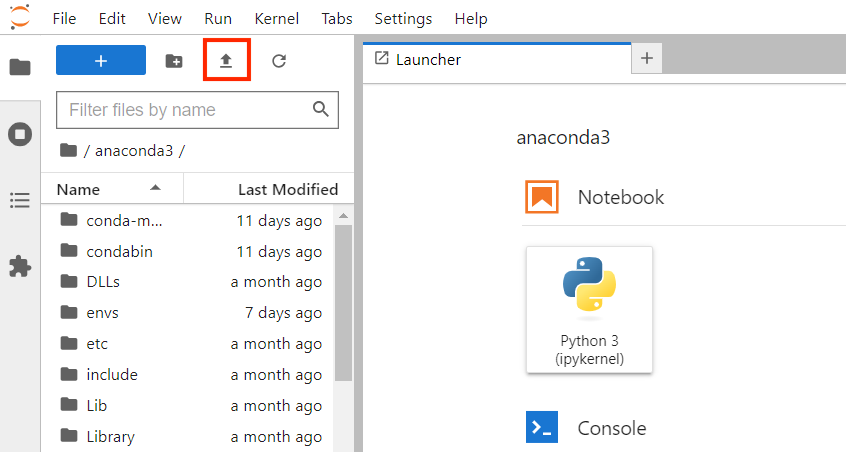 File Edit View Run Kernel Tabs Settings Help
+
Launcher
+
Filter files by name
/ anaconda3 /
Name Last Modified
conda-m... 11 days ago
condabin 11 days ago
DLLs a month ago
envs 7 days ago
etc a month ago
include a month ago
Lib a month ago
Library a month ago
anaconda3
Notebook
Python 3
(ipykernel)
Console